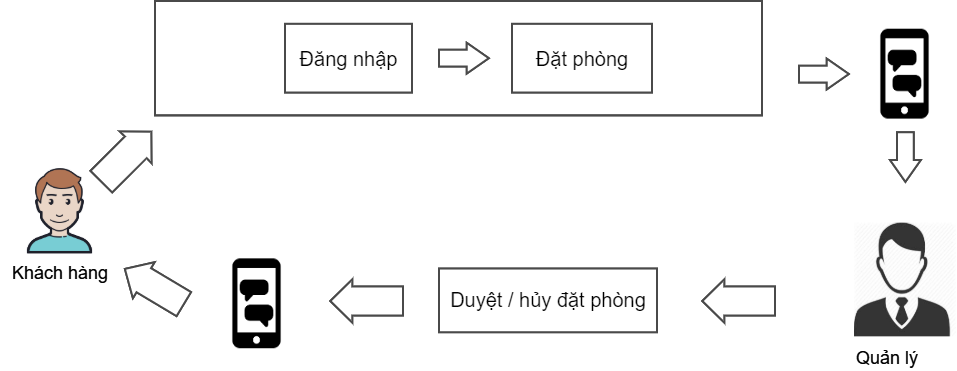 Đăng nhập
Đặt phòng
Khách hàng
Duyệt / hủy đặt phòng
Quản lý